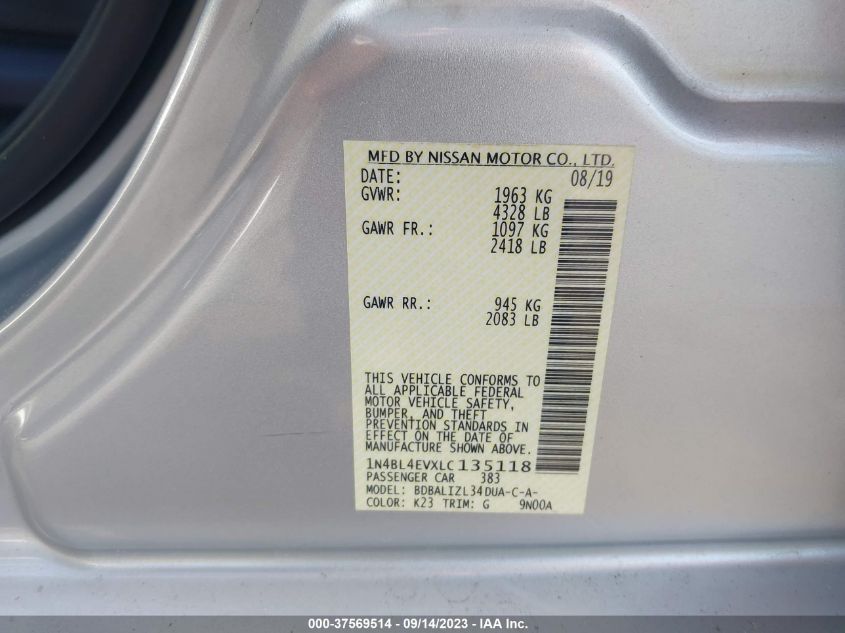 MFD BY NISSAN MOTOR CO., LTD.
DATE: 08/19
GVWR: 1963 KG
4328 LB
GAWR FR.: 1097 KG
2418 LB
GAWR RR.: 945 KG
2083 LB
THIS VEHICLE CONFORMS TO
ALL APPLICABLE FEDERAL
MOTOR VEHICLE SAFETY,
BUMPER, AND THEFT
PREVENTION STANDARDS IN
EFFECT ON THE DATE OF
MANUFACTURE SHOWN ABOVE.
1N4BL4EVXLC135118
PASSENGER CAR 383
MODEL: BDBALIZL34DUA-C-A-
COLOR: K23 TRIM: G 9N00A
000-37569514 - 09/14/2023 - IAA Inc.